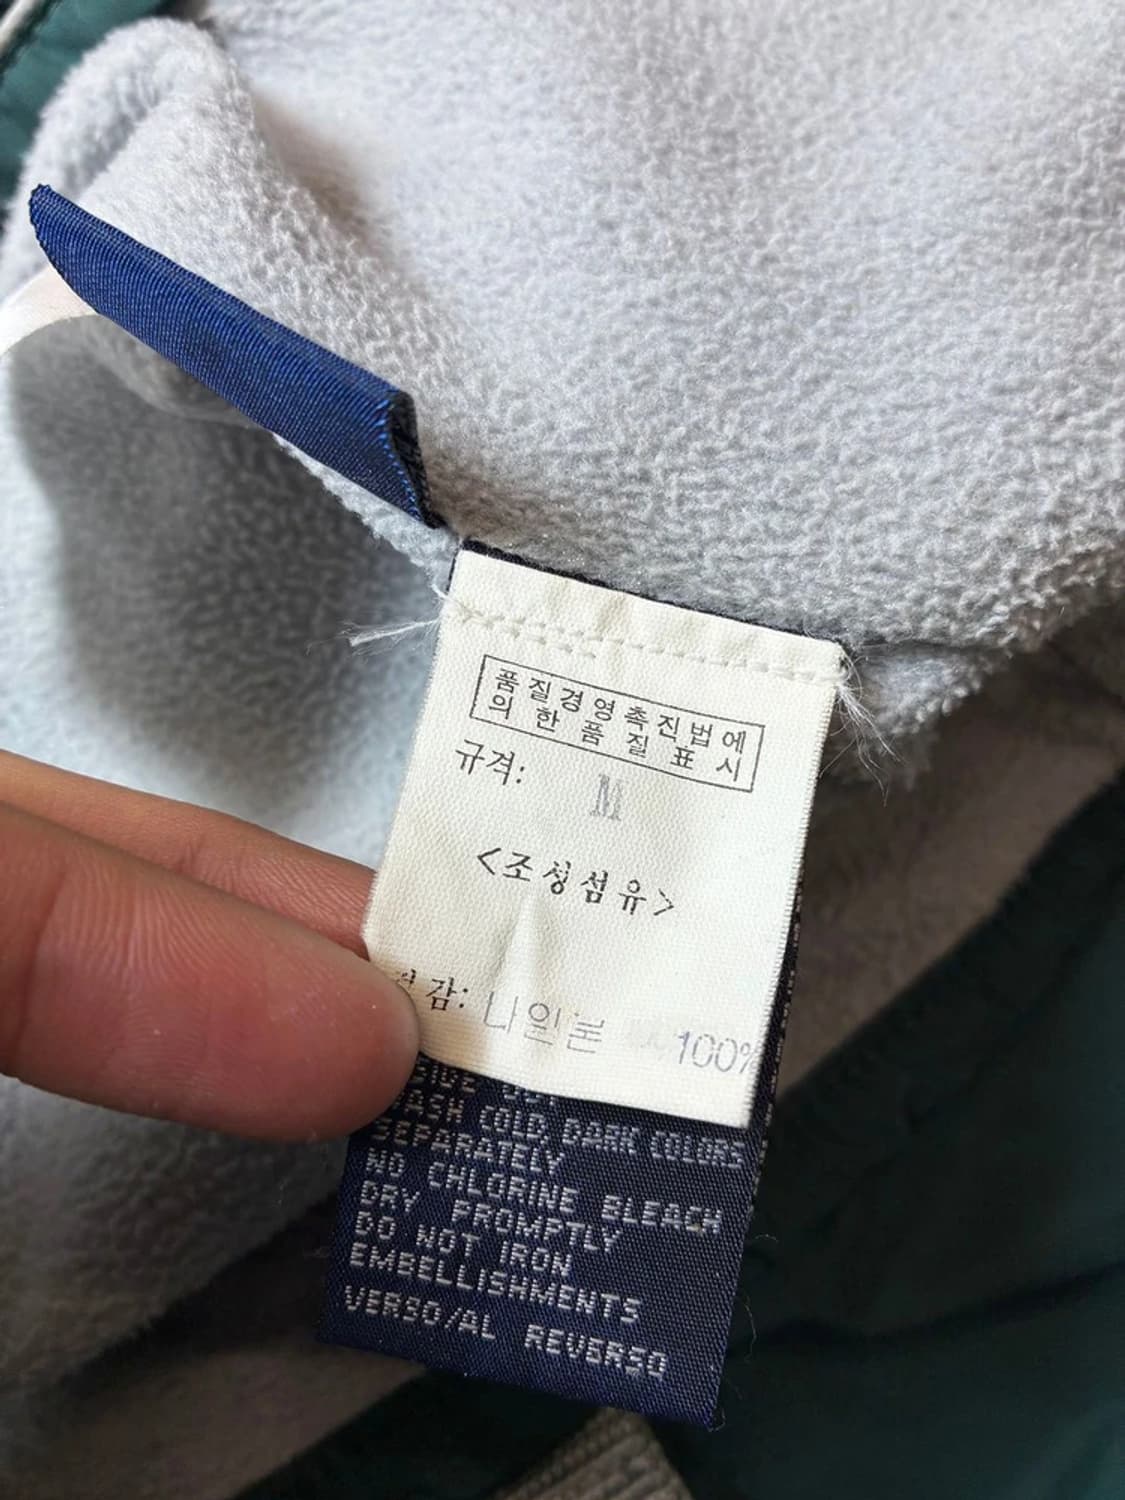 품질경영촉진법에
의한품질표시
규격: M
<조성섬유>
감: 나일론 100%
WASH COLD, DARK COLORS
SEPARATELY
NO CHLORINE BLEACH
DRY PROMPTLY
DO NOT IRON
EMBELLISHMENTS
VERSO/AL REVERSO